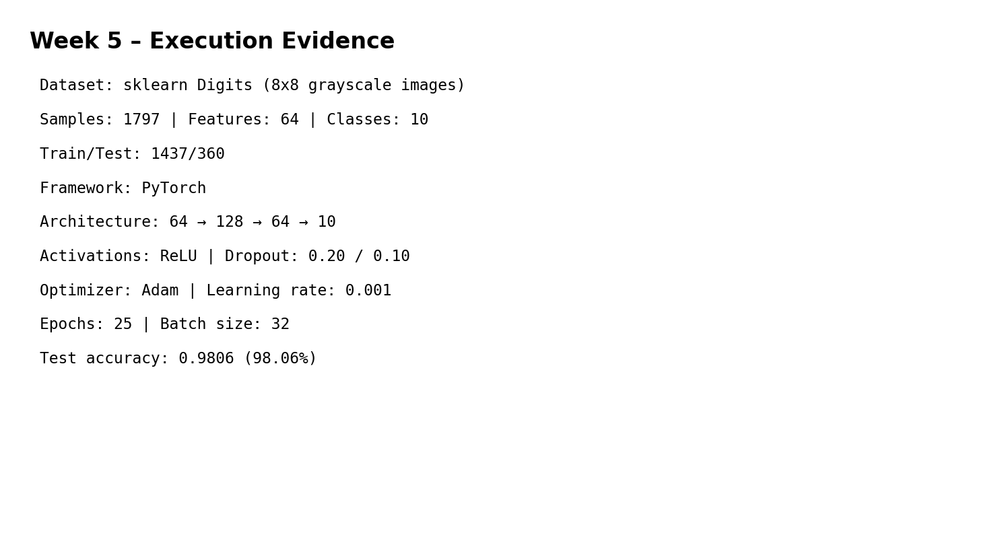 Week 5 – Execution Evidence
Dataset: sklearn Digits (8x8 grayscale images)
Samples: 1797 | Features: 64 | Classes: 10
Train/Test: 1437/360
Framework: PyTorch
Architecture: 64 → 128 → 64 → 10
Activations: ReLU | Dropout: 0.20 / 0.10
Optimizer: Adam | Learning rate: 0.001
Epochs: 25 | Batch size: 32
Test accuracy: 0.9806 (98.06%)